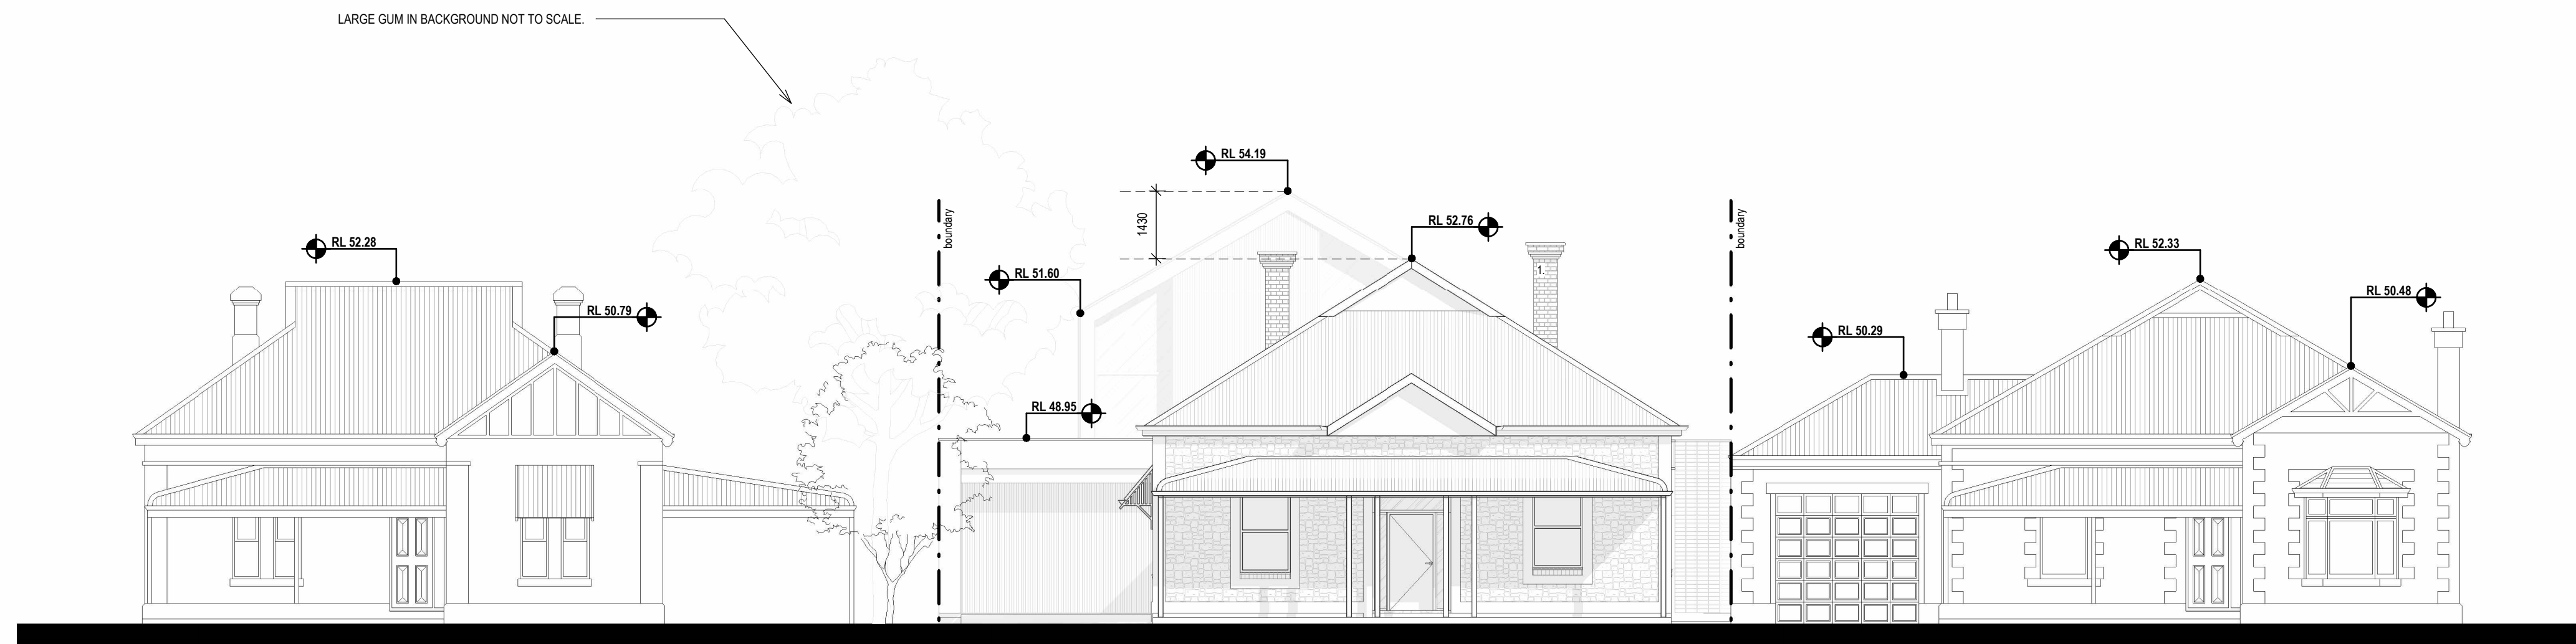 LARGE GUM IN BACKGROUND NOT TO SCALE.
RL 52.28
RL 50.79
boundary
RL 51.60
RL 48.95
1430
RL 54.19
RL 52.76
1.
boundary
RL 50.29
RL 52.33
RL 50.48